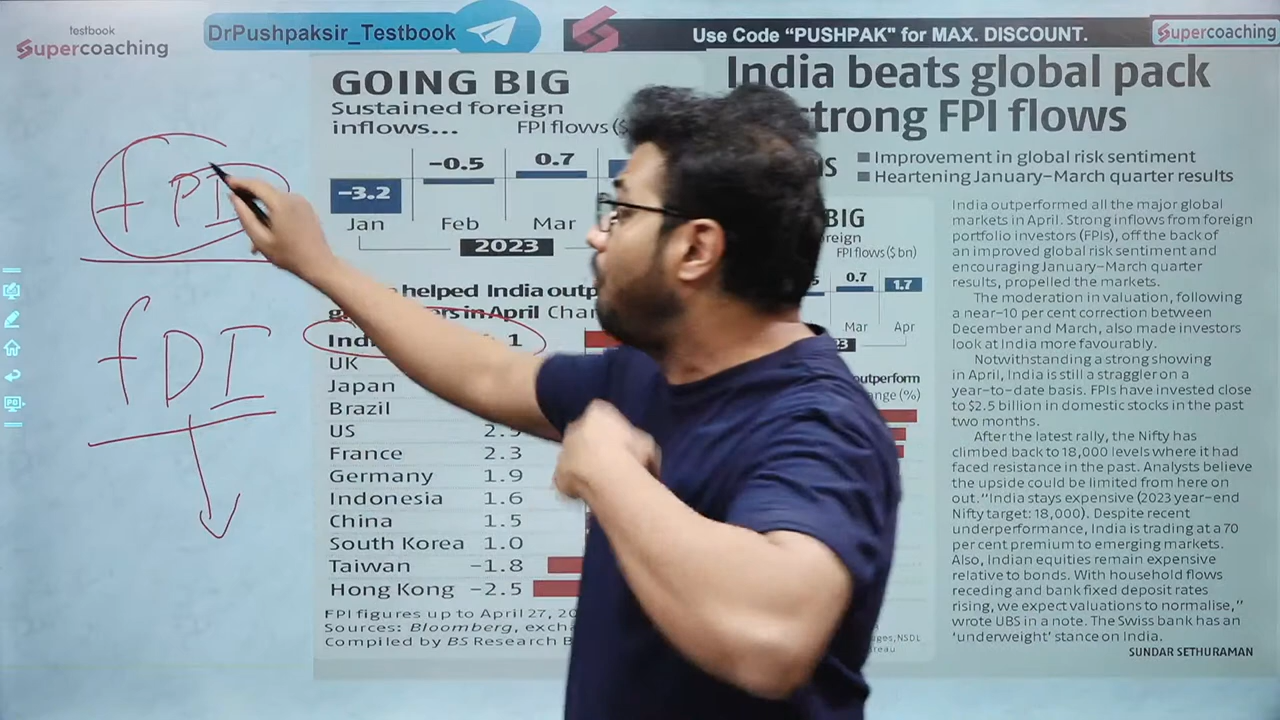 testbook
Supercoaching
DrPushpaksir_Testbook
Use Code “PUSHPAK" for MAX. DISCOUNT.
Supercoaching
FPI
FDI
GOING BIG
Sustained foreign
inflows... FPI flows ($
-3.2 -0.5 0.7
Jan Feb Mar
2023
helped India
in April
1
UK
Japan
Brazil
US
France 2.3
Germany 1.9
Indonesia 1.6
China 1.5
South Korea 1.0
Taiwan -1.8
Hong Kong -2.5
FPI figures up to April 27, 20
Sources: Bloomberg,
Compiled by BS Research
India beats global pack
strong FPI flows
Improvement in global risk sentiment
Heartening January-March quarter results
BIG
FPI flows ($ bn)
0.7 1.7
Mar Apr
India outperformed all the major global
markets in April. Strong inflows from foreign
portfolio investors (FPIs), off the back of
an improved global risk sentiment and
encouraging January-March quarter
results, propelled the markets.
The moderation in valuation, following
a near-10 per cent correction between
December and March, also made investors
look at India more favourably.
Notwithstanding a strong showing
in April, India is still a straggler on a
year-to-date basis. FPIs have invested close
to $2.5 billion in domestic stocks in the past
two months.
After the latest rally, the Nifty has
climbed back to 18,000 levels where it had
faced resistance in the past. Analysts believe
the upside could be limited from here on
out. “India stays expensive (2023 year-end
Nifty target: 18,000). Despite recent
underperformance, India is trading at a 70
per cent premium to emerging markets.
Also, Indian equities remain expensive
relative to bonds. With household flows
receding and bank fixed deposit rates
rising, we expect valuations to normalise,”
wrote UBS in a note. The Swiss bank has an
‘underweight’ stance on India.
SUNDAR SETHURAMAN